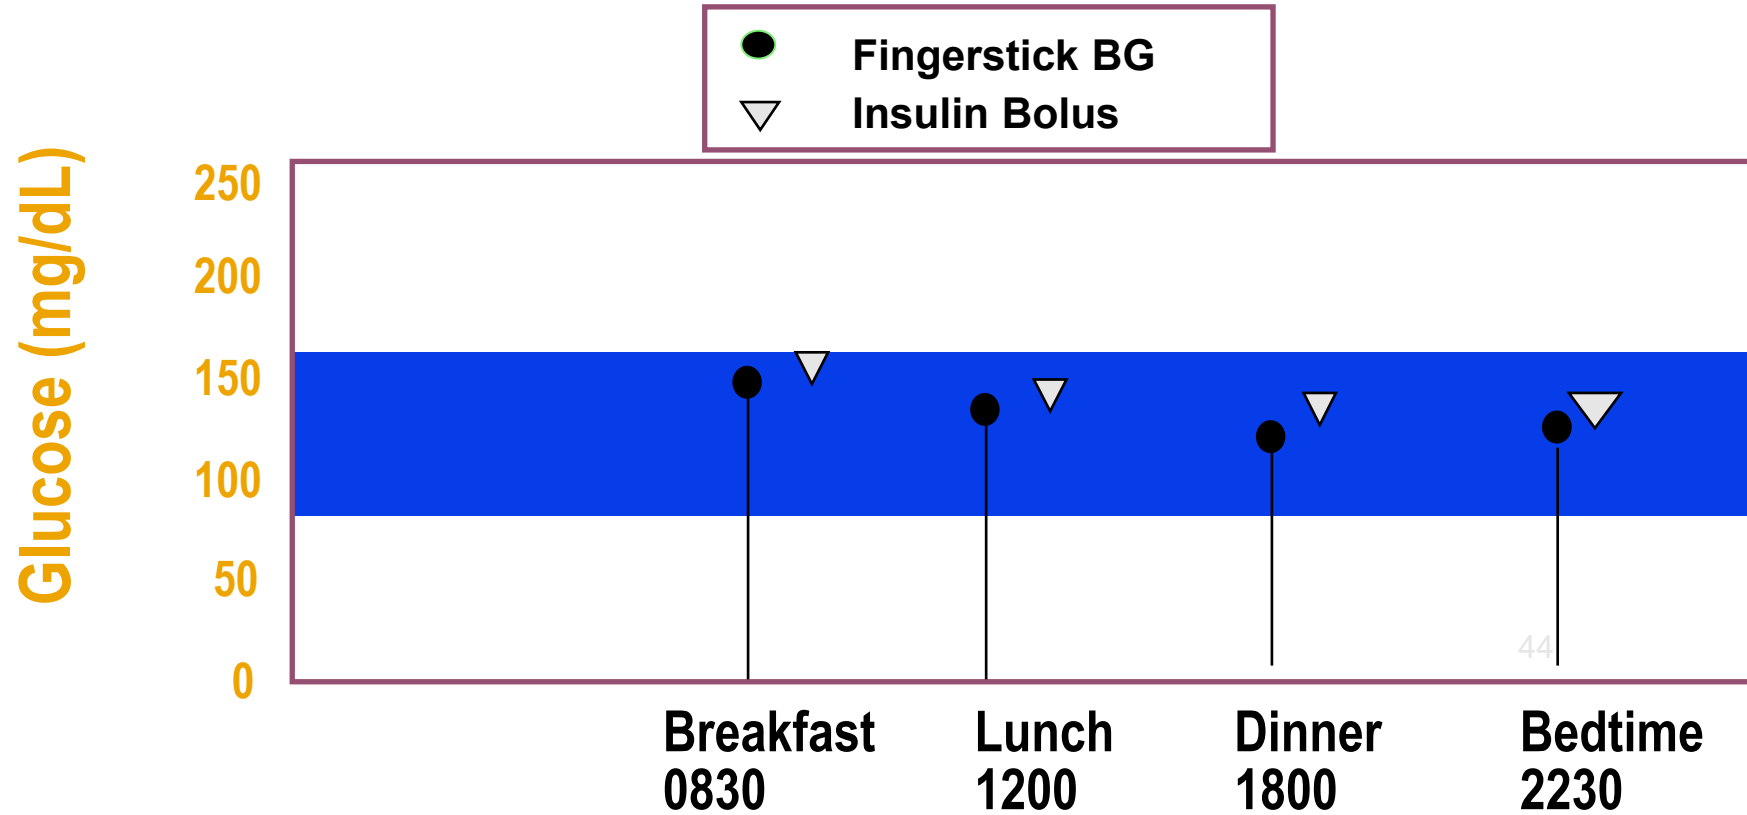 Fingerstick BG
Insulin Bolus
Glucose (mg/dL)
250
200
150
100
50
0
44
Breakfast
0830
Lunch
1200
Dinner
1800
Bedtime
2230